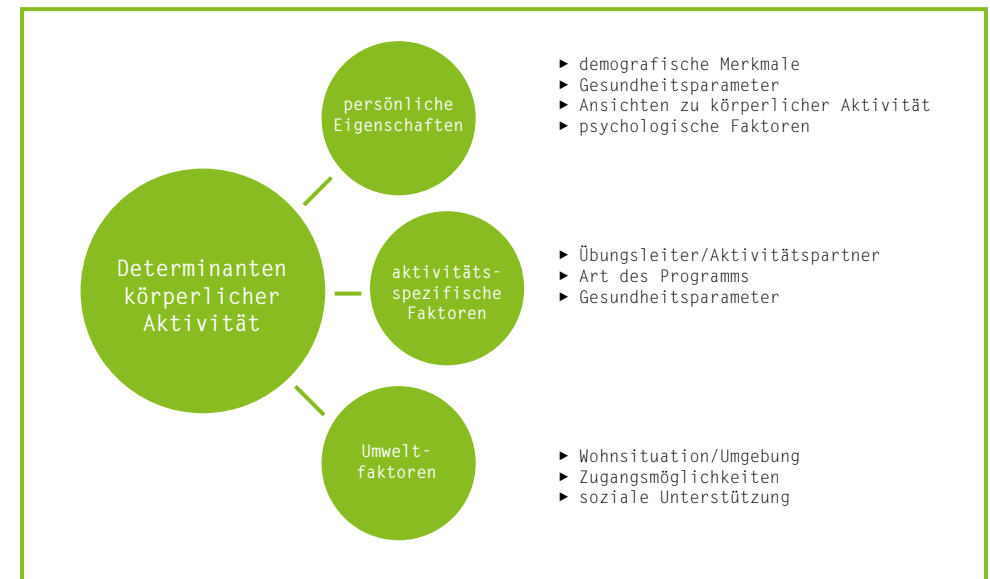 Determinanten
körperlicher
Aktivität
persönliche
Eigenschaften
► demografische Merkmale
► Gesundheitsparameter
► Ansichten zu körperlicher Aktivität
► psychologische Faktoren
aktivitäts-
spezifische
Faktoren
► Übungsleiter/Aktivitätspartner
► Art des Programms
► Gesundheitsparameter
Umwelt-
faktoren
► Wohnsituation/Umgebung
► Zugangsmöglichkeiten
► soziale Unterstützung